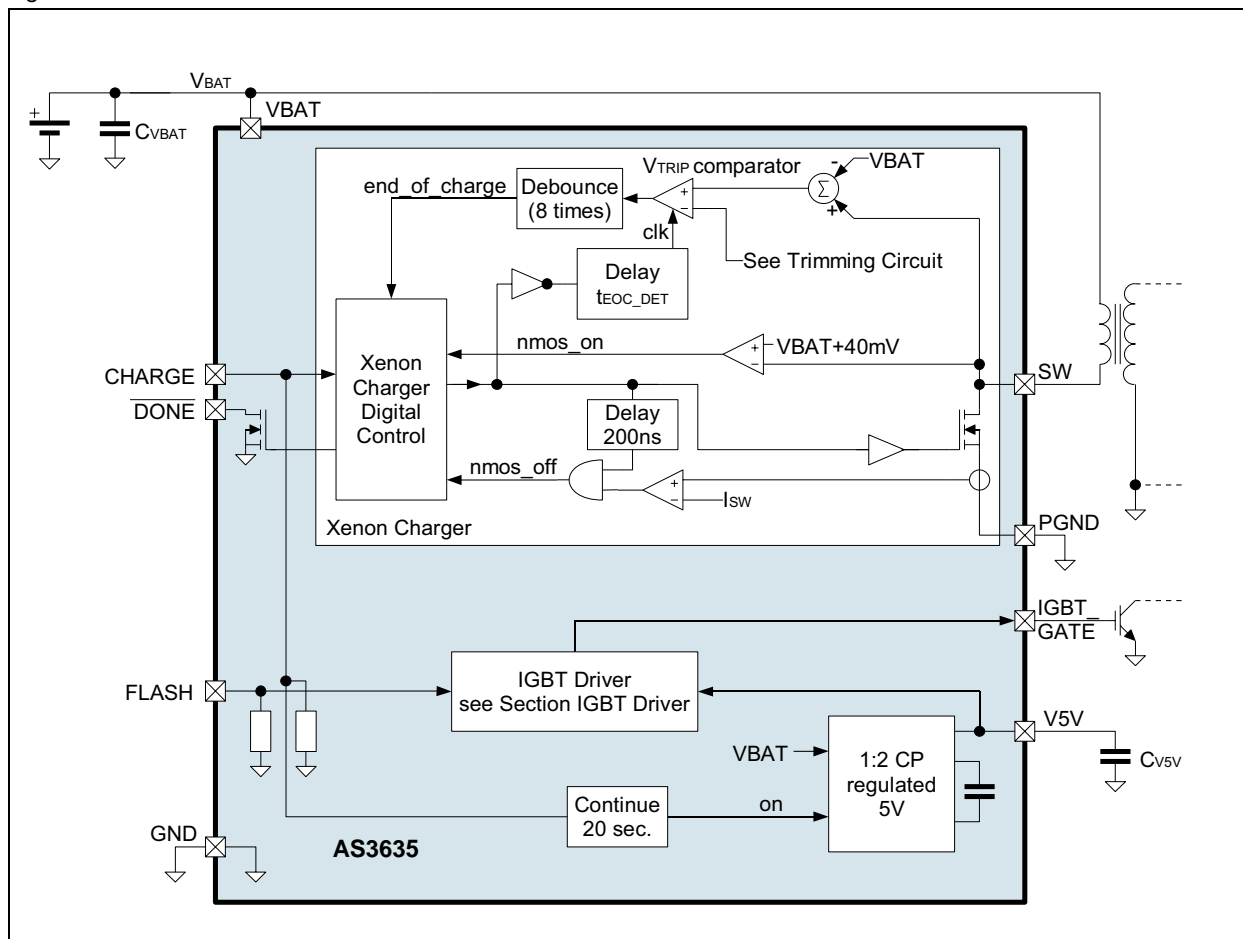 VBAT
VBAT
+
CVBAT
VTRIP comparator
-
VBAT
Σ
+
end_of_charge
Debounce
(8 times)
+
−
clk
See Trimming Circuit
Delay
tEOC_DET
nmos_on
+
−
VBAT+40mV
SW
CHARGE
DONE
Xenon
Charger
Digital
Control
Delay
200ns
nmos_off
+
−
ISW
Xenon Charger
PGND
IGBT_
GATE
FLASH
IGBT Driver
see Section IGBT Driver
V5V
CV5V
VBAT
1:2 CP
regulated
5V
Continue
20 sec.
on
GND
AS3635